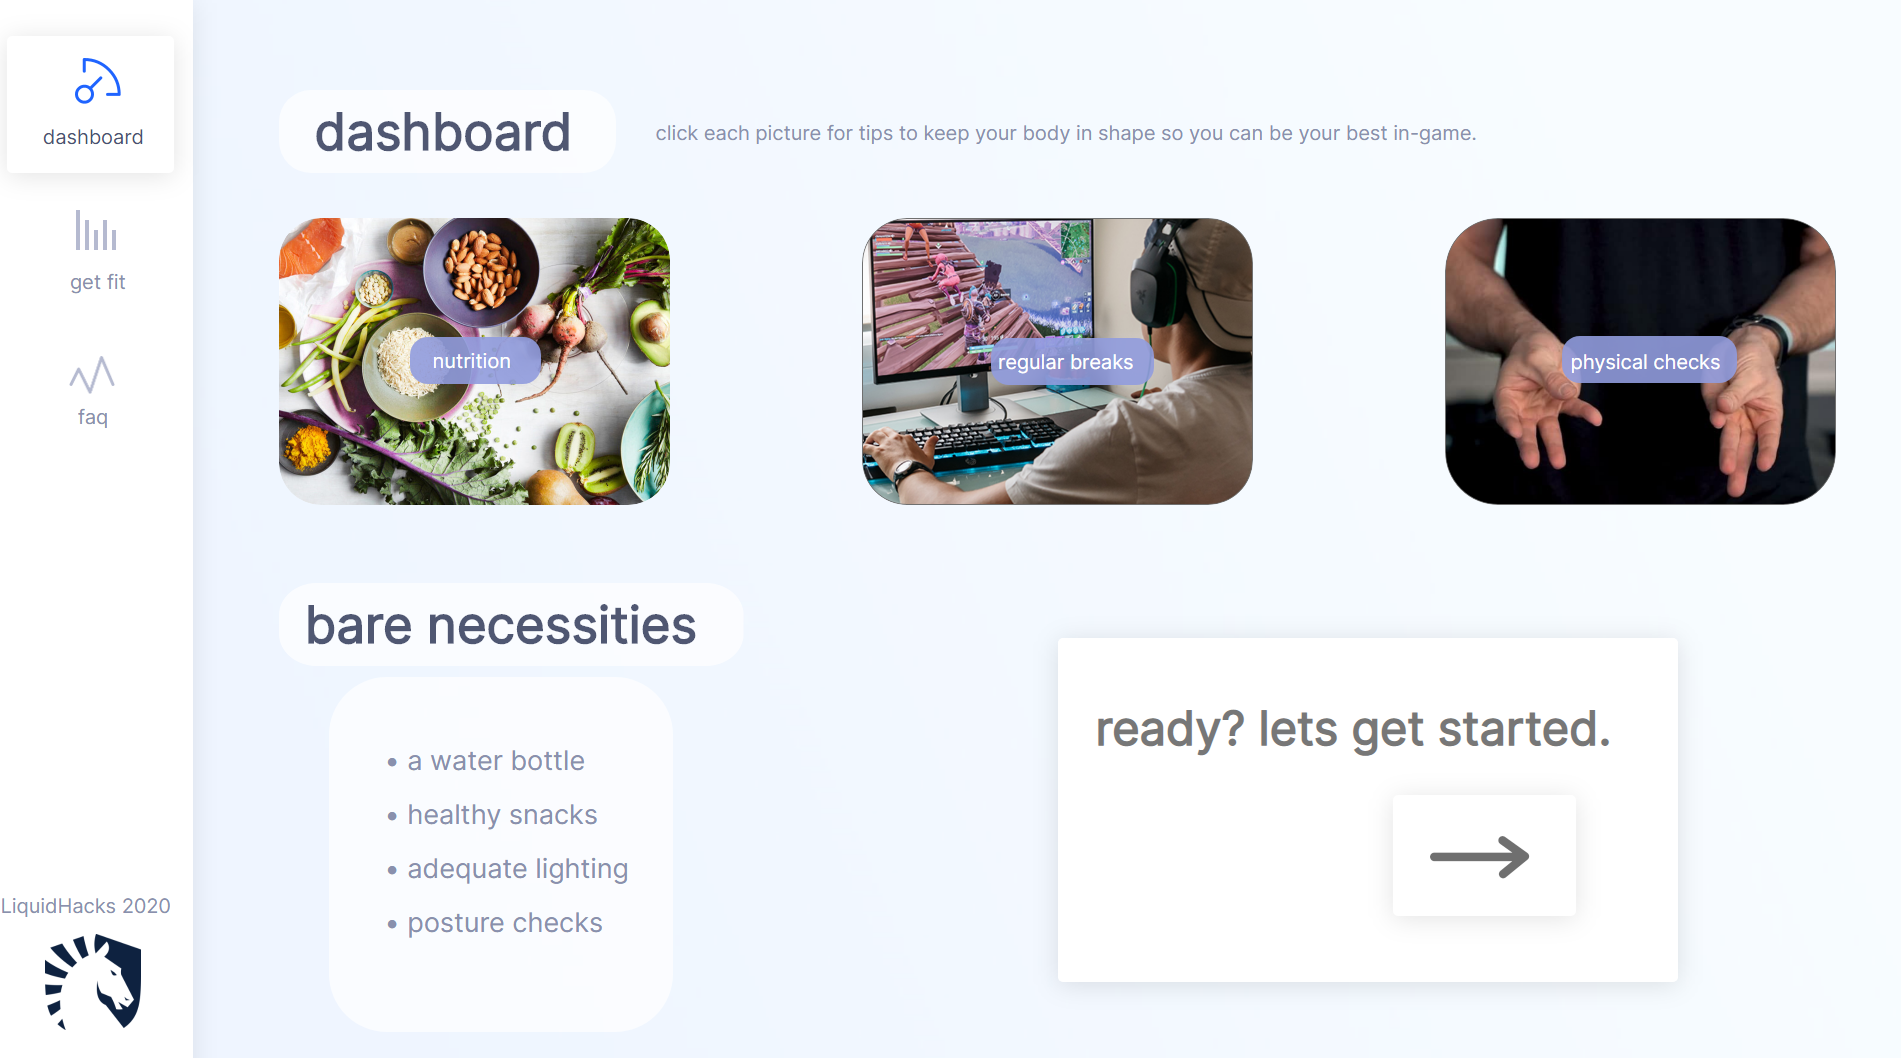 dashboard
get fit
faq
LiquidHacks 2020
dashboard
click each picture for tips to keep your body in shape so you can be your best in-game.
nutrition
regular breaks
physical checks
bare necessities
• a water bottle
• healthy snacks
• adequate lighting
• posture checks
ready? lets get started.